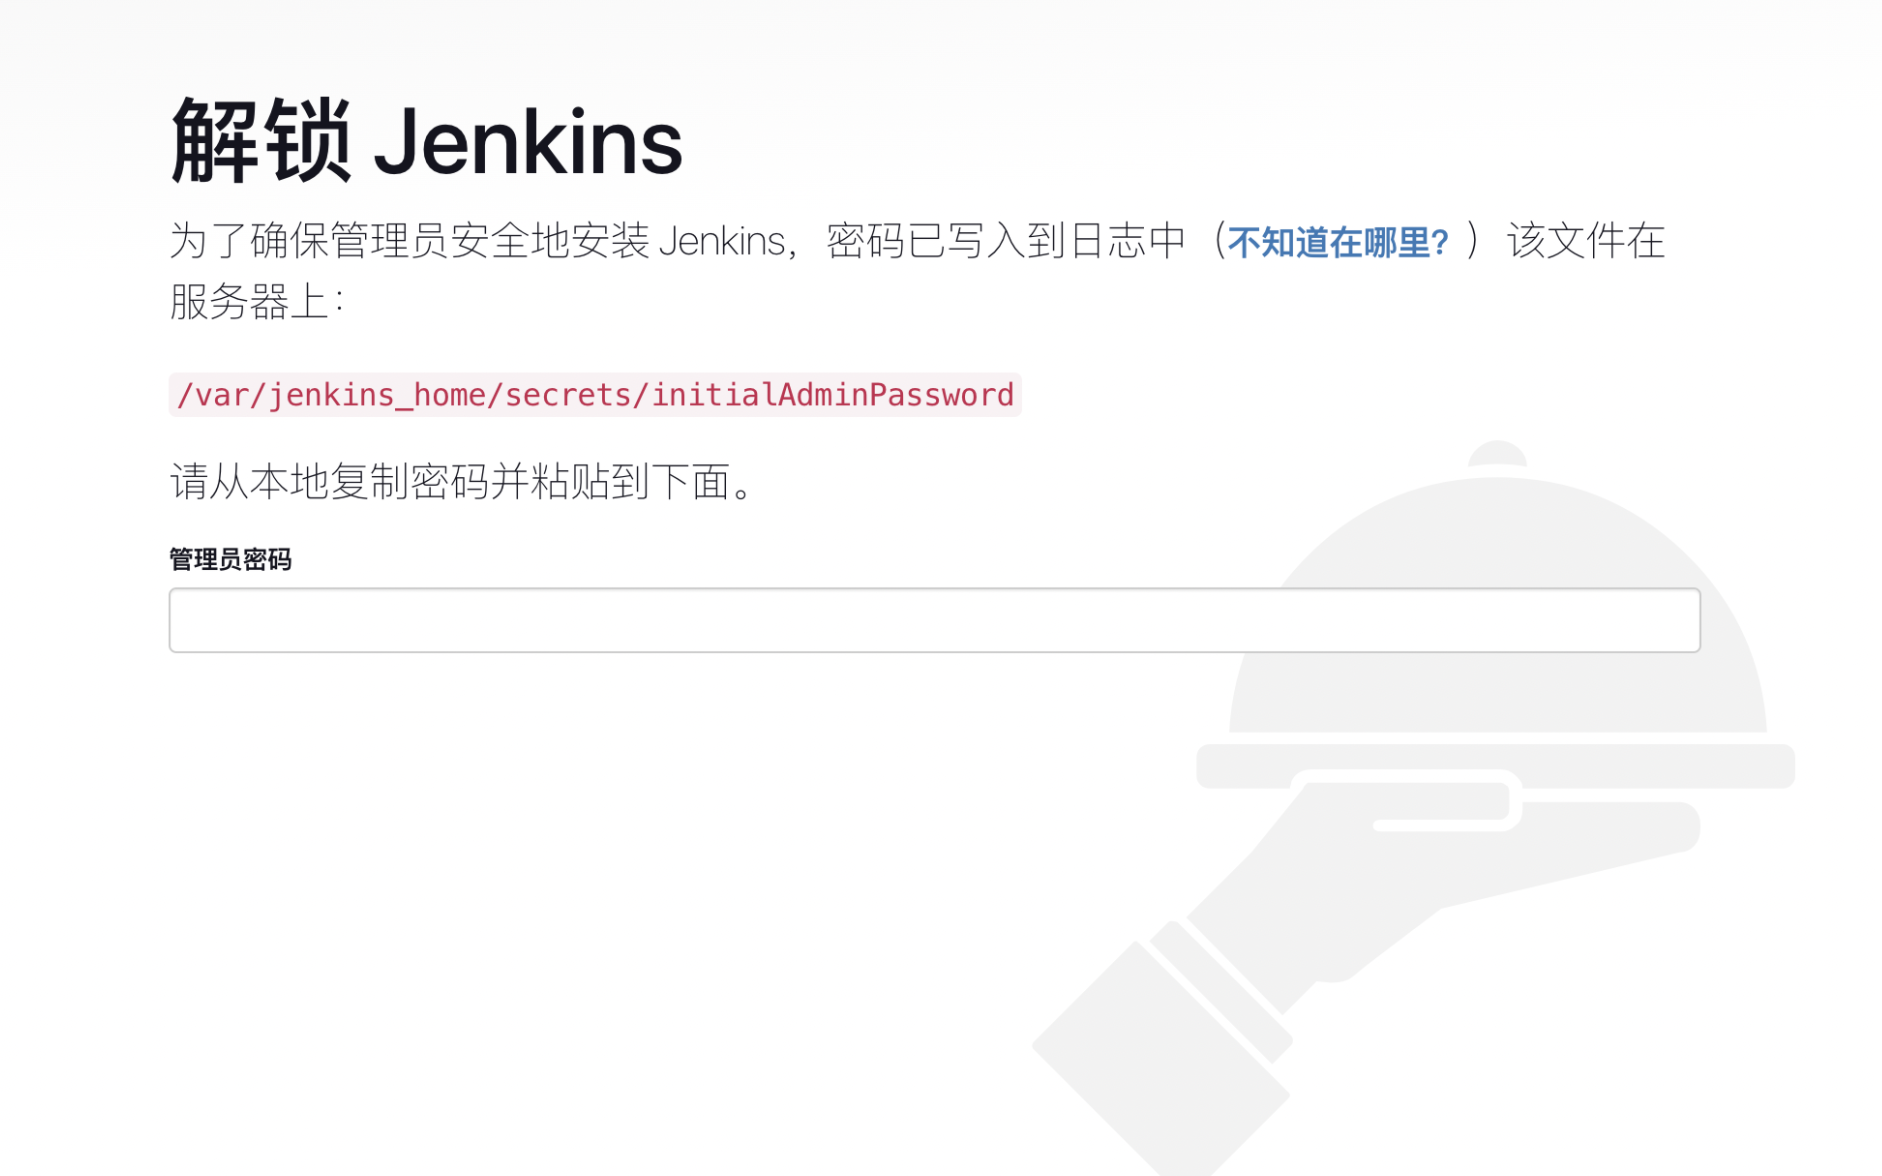 解锁 Jenkins
为了确保管理员安全地安装 Jenkins，密码已写入到日志中（不知道在哪里？）该文件在
服务器上：
/var/jenkins_home/secrets/initialAdminPassword
请从本地复制密码并粘贴到下面。
管理员密码